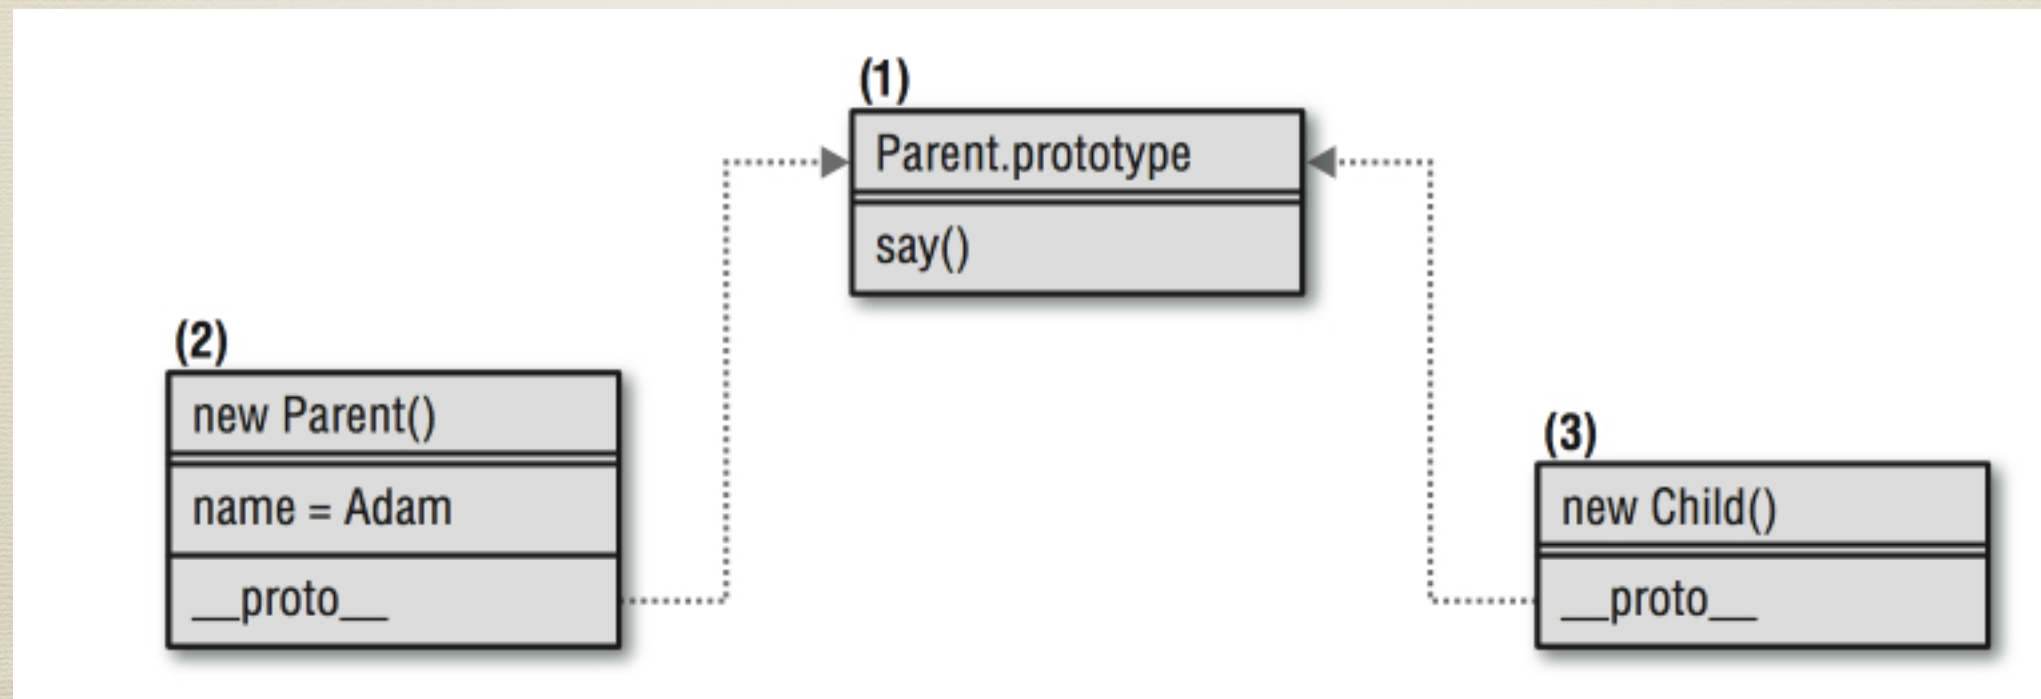 (1)
Parent.prototype
say()
(2)
new Parent()
name = Adam
__proto__
(3)
new Child()
__proto__